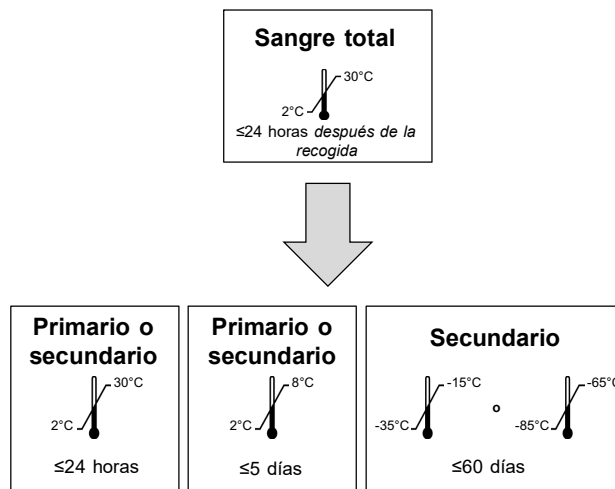 Sangre total
30°C
2°C
≤24 horas después de la
recogida
Primario o
secundario
30°C
2°C
≤24 horas
Primario o
secundario
8°C
2°C
≤5 días
Secundario
-15°C
-35°C
o
-65°C
-85°C
≤60 días